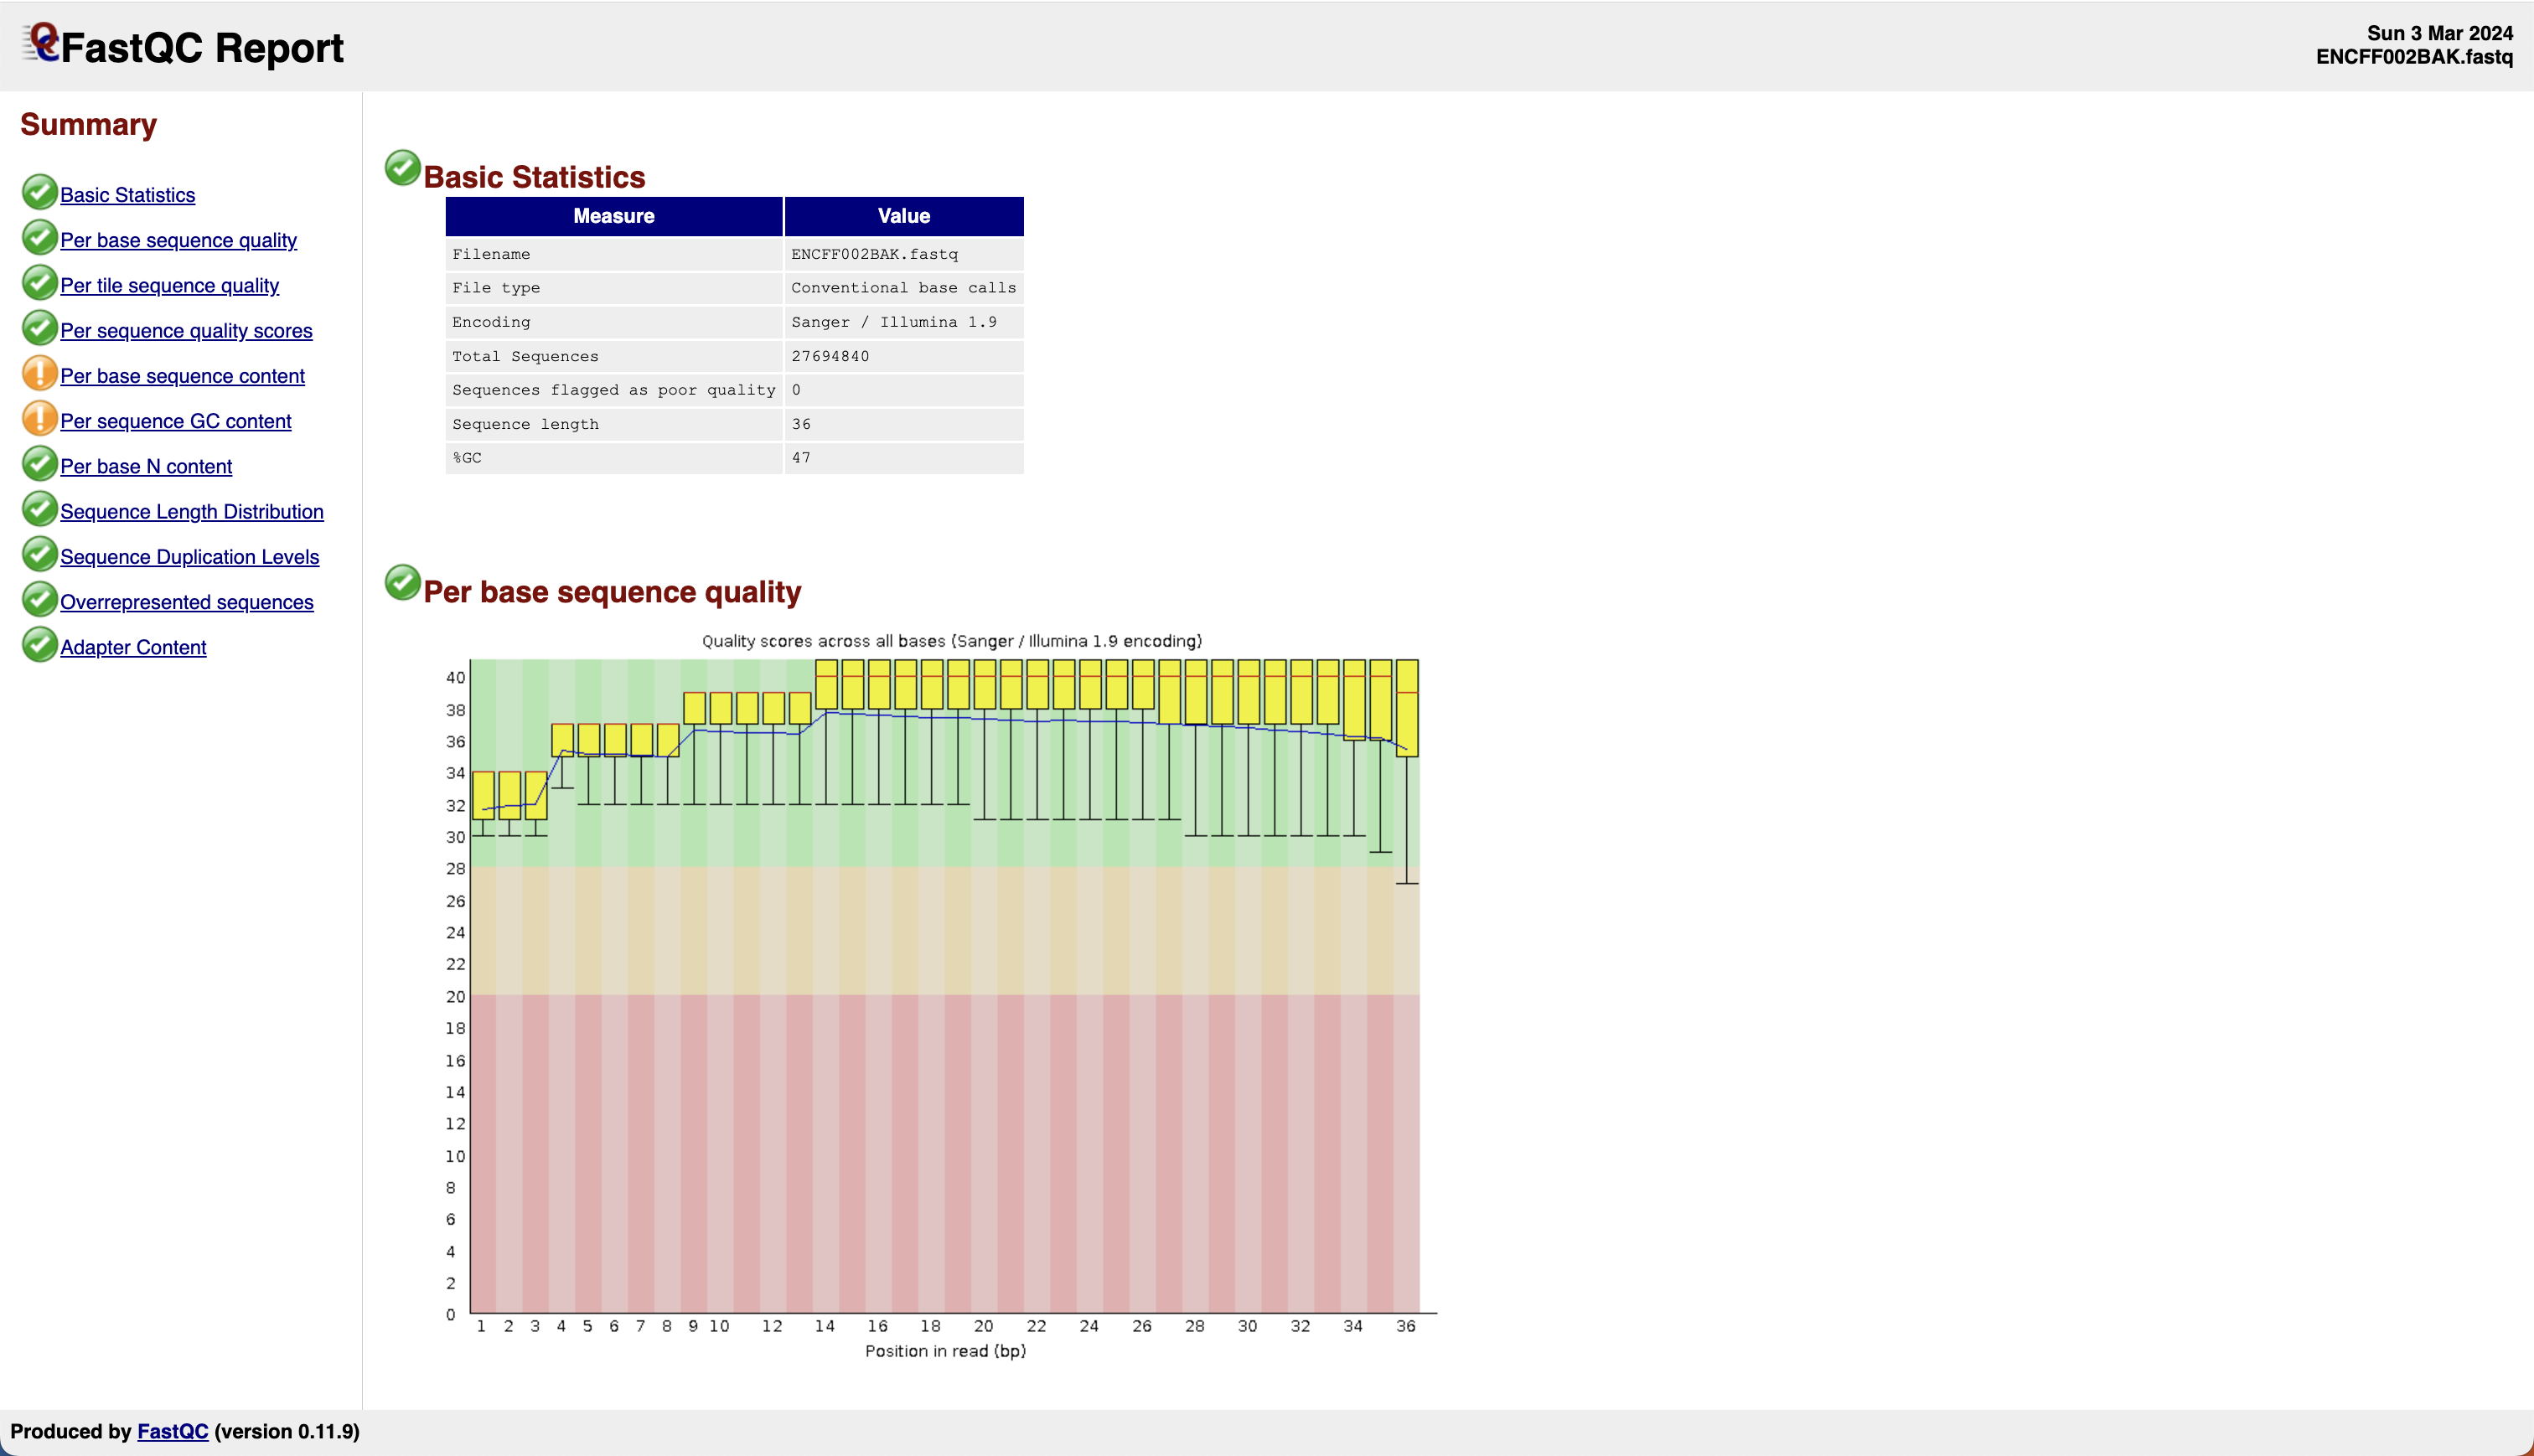 FastQC Report
Sun 3 Mar 2024
ENCFF002BAK.fastq
Summary
Basic Statistics
Per base sequence quality
Per tile sequence quality
Per sequence quality scores
Per base sequence content
Per sequence GC content
Per base N content
Sequence Length Distribution
Sequence Duplication Levels
Overrepresented sequences
Adapter Content
Basic Statistics
Measure Value
Filename ENCFF002BAK.fastq
File type Conventional base calls
Encoding Sanger / Illumina 1.9
Total Sequences 27694840
Sequences flagged as poor quality 0
Sequence length 36
%GC 47
Per base sequence quality
Quality scores across all bases (Sanger / Illumina 1.9 encoding)
40
38
36
34
32
30
28
26
24
22
20
18
16
14
12
10
8
6
4
2
0
1 2 3 4 5 6 7 8 9 10 12 14 16 18 20 22 24 26 28 30 32 34 36
Position in read (bp)
Produced by FastQC (version 0.11.9)